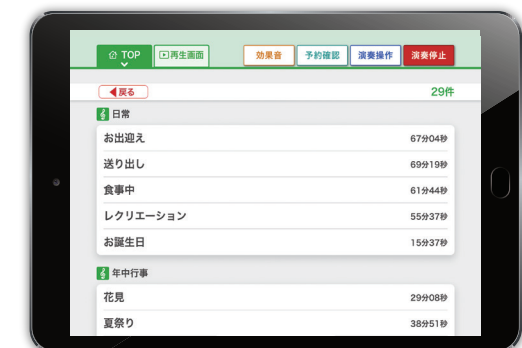 TOP 再生画面 効果音 予約確認 演奏操作 演奏停止
戻る 29件
日常
お出迎え 67分04秒
送り出し 69分19秒
食事中 61分44秒
レクリエーション 55分37秒
お誕生日 15分37秒
年中行事
花見 29分08秒
夏祭り 38分51秒